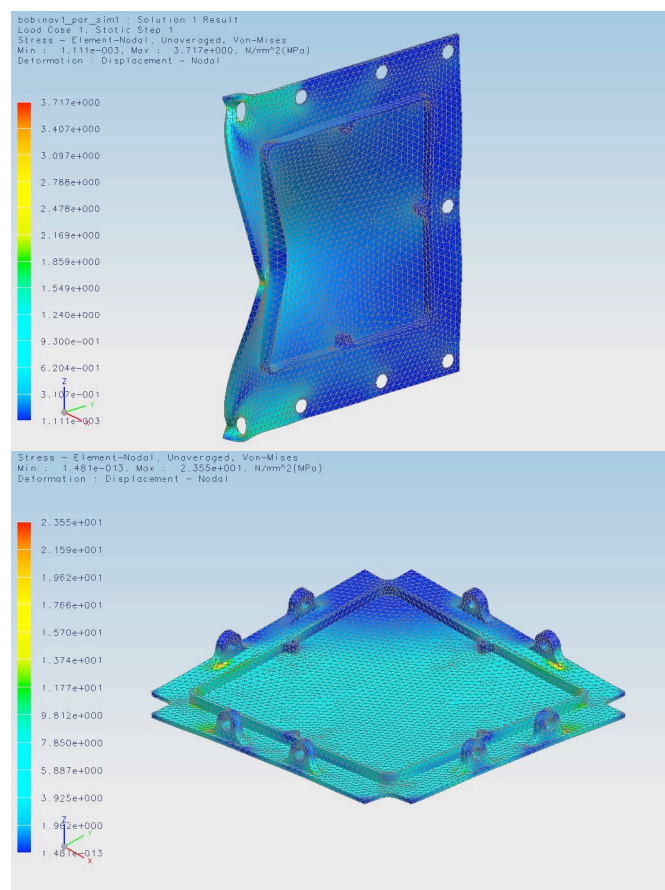 bobinav1_par_sim1 : Solution 1 Result
Load Case 1, Static Step 1
Stress - Element-Nodal, Unaveraged, Von-Mises
Min : 1.111e-003, Max : 3.717e+000, N/mm^2(MPa)
Deformation : Displacement - Nodal
3.717e+000
3.407e+000
3.097e+000
2.788e+000
2.478e+000
2.169e+000
1.859e+000
1.549e+000
1.240e+000
9.300e-001
6.204e-001
3.107e-001
1.111e-003
Z
Y
X
Stress - Element-Nodal, Unaveraged, Von-Mises
Min : 1.481e-013, Max : 2.355e+001, N/mm^2(MPa)
Deformation : Displacement - Nodal
2.355e+001
2.159e+001
1.962e+001
1.766e+001
1.570e+001
1.374e+001
1.177e+001
9.812e+000
7.850e+000
5.887e+000
3.925e+000
1.962e+000
1.481e-013
Z
Y
X